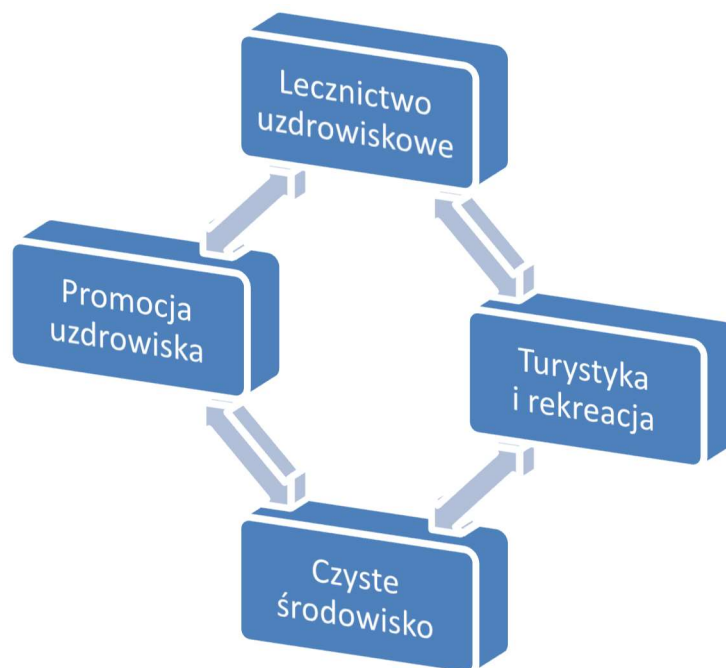 Lecznictwo
uzdrowiskowe
Promocja
uzdrowiska
Turystyka
i rekreacja
Czyste
środowisko